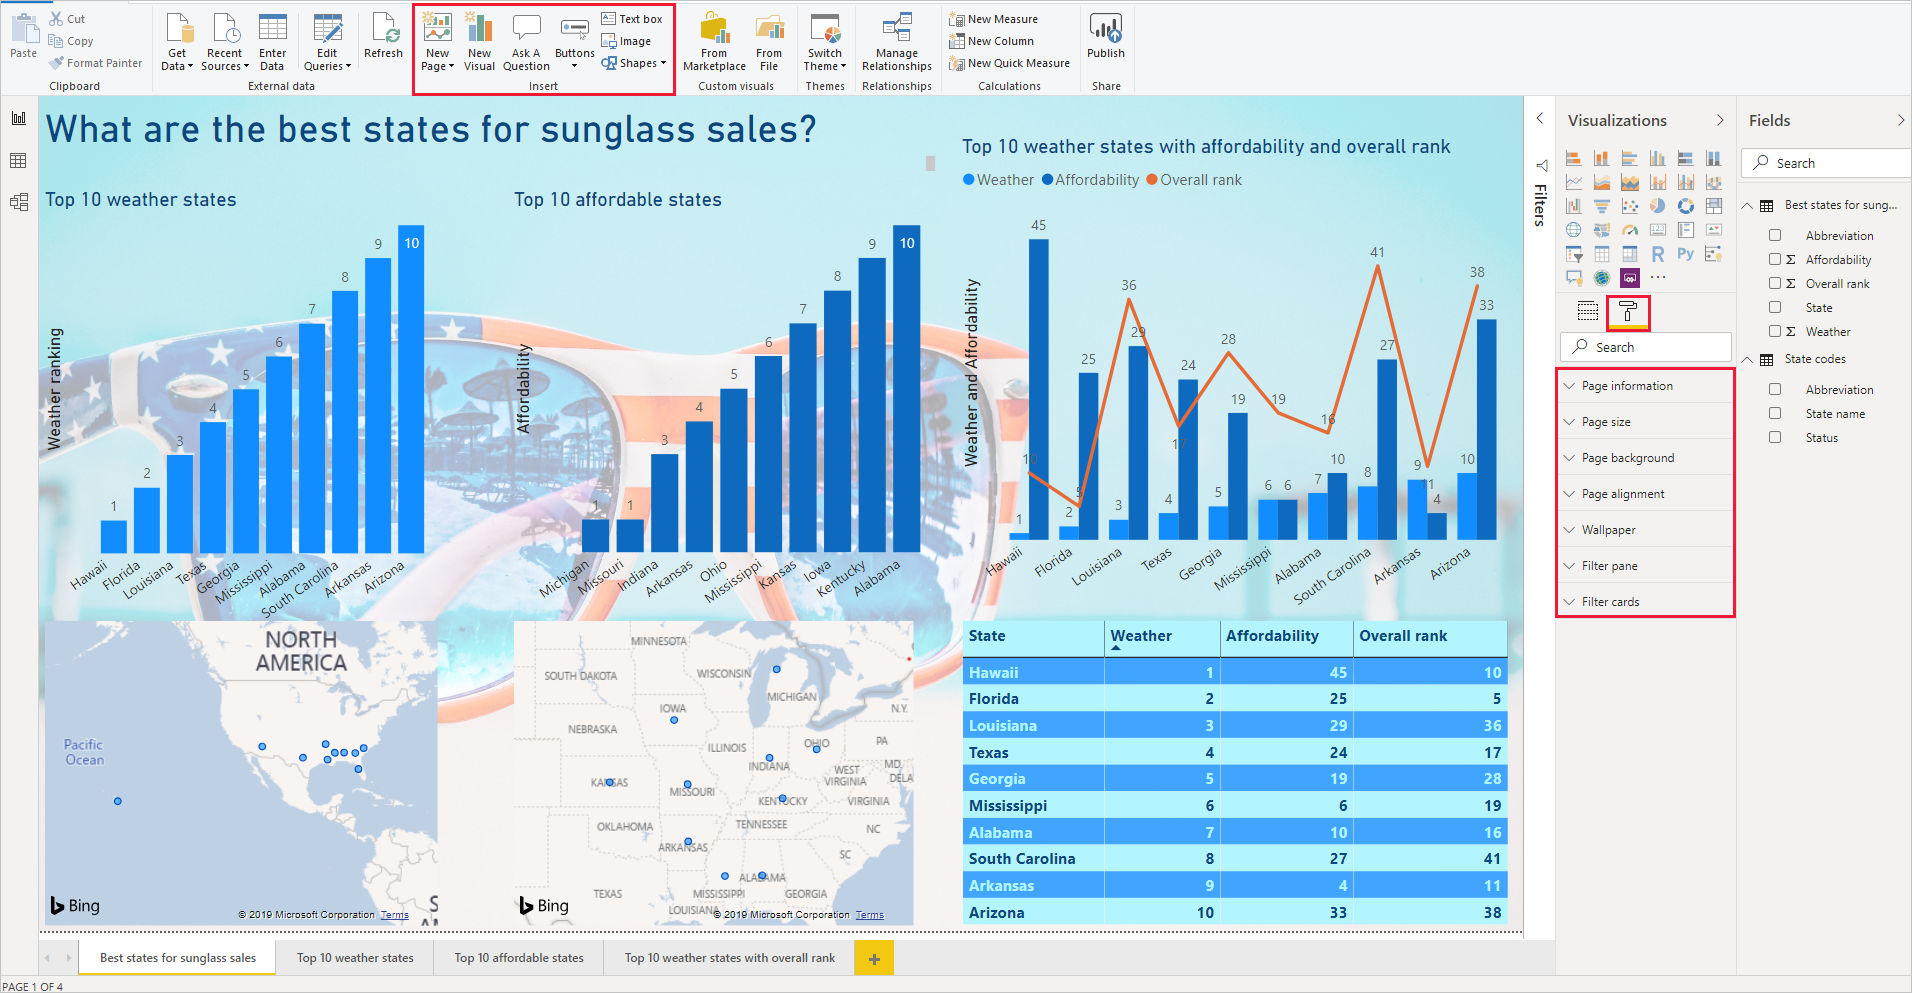 Paste
Cut
Copy
Format Painter
Clipboard
Get
Data
Recent
Sources
Enter
Data
Edit
Queries
Refresh
External data
New
Page
New
Visual
Ask A
Question
Buttons
Text box
Image
Shapes
Insert
From
Marketplace
From
File
Custom visuals
Switch
Theme
Themes
Manage
Relationships
Relationships
New Measure
New Column
New Quick Measure
Calculations
Publish
Share
What are the best states for sunglass sales?
Top 10 weather states
Weather ranking
1
2
3
4
5
6
7
8
9
10
Hawaii
Florida
Louisiana
Texas
Georgia
Mississippi
Alabama
South Carolina
Arkansas
Arizona
Top 10 affordable states
Affordability
1
1
3
4
5
6
7
8
9
10
Michigan
Missouri
Indiana
Arkansas
Ohio
Mississippi
Kansas
Iowa
Kentucky
Alabama
Top 10 weather states with affordability and overall rank
Weather Affordability Overall rank
Weather and Affordability
1 45 10
2 25 5
3 29 36
4 24 17
5 19 28
6 6 19
7 10 16
8 27 41
9 4 11
10 33 38
Hawaii
Florida
Louisiana
Texas
Georgia
Mississippi
Alabama
South Carolina
Arkansas
Arizona
NORTH
AMERICA
Pacific
Ocean
Bing
© 2019 Microsoft Corporation Terms
MINNESOTA
SOUTH DAKOTA
WISCONSIN
MICHIGAN
N.Y.
IOWA
NEBRASKA
ILLINOIS
OHIO
PA
INDIANA
MD.
WEST
VIRGINIA
DELA
KANSAS
MISSOURI
KENTUCKY
VIRGINIA
OKLAHOMA
TENNESSEE
NC
ARKANSAS
SC
ALABAMA
TEXAS
MISSISSIPPI
GEORGIA
LOUISIANA
Bing
© 2019 Microsoft Corporation Terms
State Weather Affordability Overall rank
Hawaii 1 45 10
Florida 2 25 5
Louisiana 3 29 36
Texas 4 24 17
Georgia 5 19 28
Mississippi 6 6 19
Alabama 7 10 16
South Carolina 8 27 41
Arkansas 9 4 11
Arizona 10 33 38
Filters
Visualizations
R
Py
Search
Page information
Page size
Page background
Page alignment
Wallpaper
Filter pane
Filter cards
Fields
Search
Best states for sung...
Abbreviation
Σ Affordability
Σ Overall rank
State
Σ Weather
State codes
Abbreviation
State name
Status
Best states for sunglass sales
Top 10 weather states
Top 10 affordable states
Top 10 weather states with overall rank
+
PAGE 1 OF 4